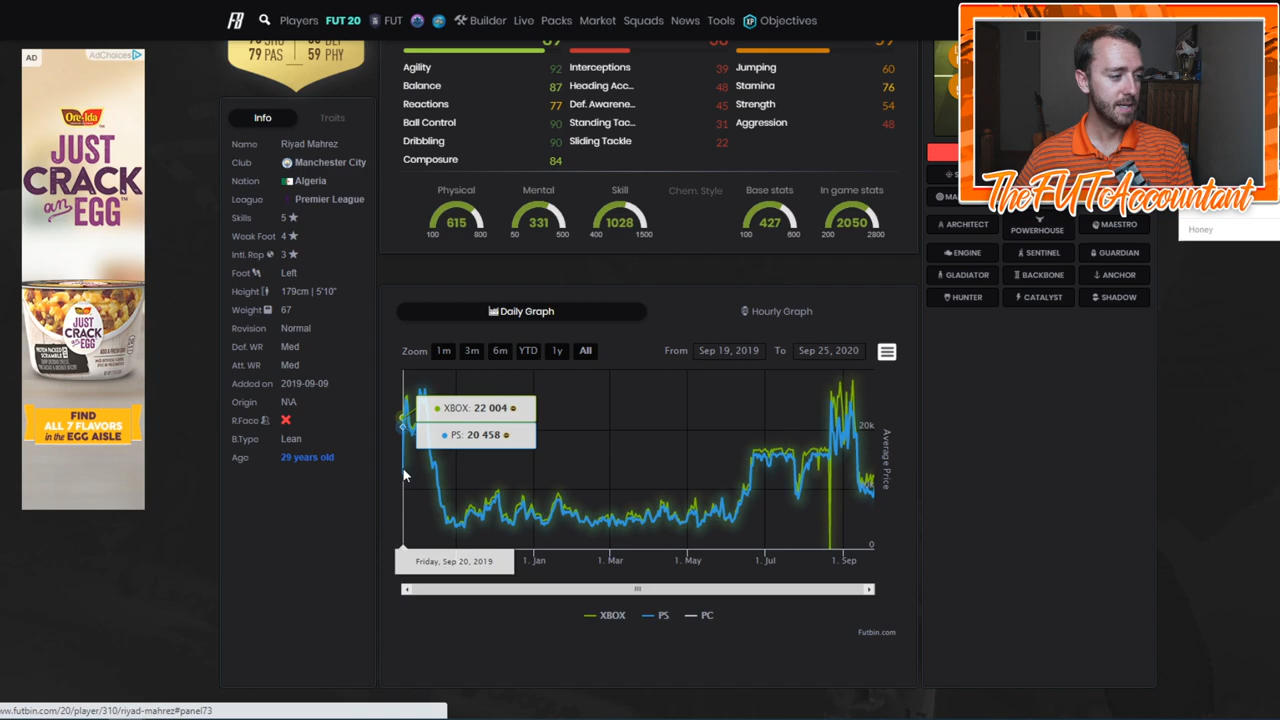 FB Players FUT 20 FUT Builder Live Packs Market Squads News Tools XP Objectives
AD
AdChoices
Ore-Ida
JUST
CRACK
an
EGG
JUST
CRACK
an EGG
FIND
ALL 7 FLAVORS
in the EGG AISLE
79 PAS 59 PHY
Agility 92 Interceptions 39 Jumping 60
Balance 87 Heading Acc... 48 Stamina 76
Reactions 77 Def. Awarene... 45 Strength 54
Ball Control 90 Standing Tac... 31 Aggression 48
Dribbling 90 Sliding Tackle 22
Composure 84
Physical Mental Skill Chem. Style Base stats In game stats
615 331 1028 427 2050
100 800 50 500 400 1500 100 600 200 2800
Info Traits
Name Riyad Mahrez
Club Manchester City
Nation Algeria
League Premier League
Skills 5
Weak Foot 4
Intl. Rep 3
Foot Left
Height 179cm | 5'10"
Weight 67
Revision Normal
Def. WR Med
Att. WR Med
Added on 2019-09-09
Origin N\A
R.Face
B.Type Lean
Age 29 years old
Daily Graph Hourly Graph
Zoom 1m 3m 6m YTD 1y All From Sep 19, 2019 To Sep 25, 2020
XBOX: 22 004
PS: 20 458
20k
0
Average Price
Friday, Sep 20, 2019
1. Jan 1. Mar 1. May 1. Jul 1. Sep
XBOX PS PC
Futbin.com
TheFUTAccountant
Honey
ARCHITECT POWERHOUSE MAESTRO
ENGINE SENTINEL GUARDIAN
GLADIATOR BACKBONE ANCHOR
HUNTER CATALYST SHADOW
ww.futbin.com/20/player/310/riyad-mahrez#panel73